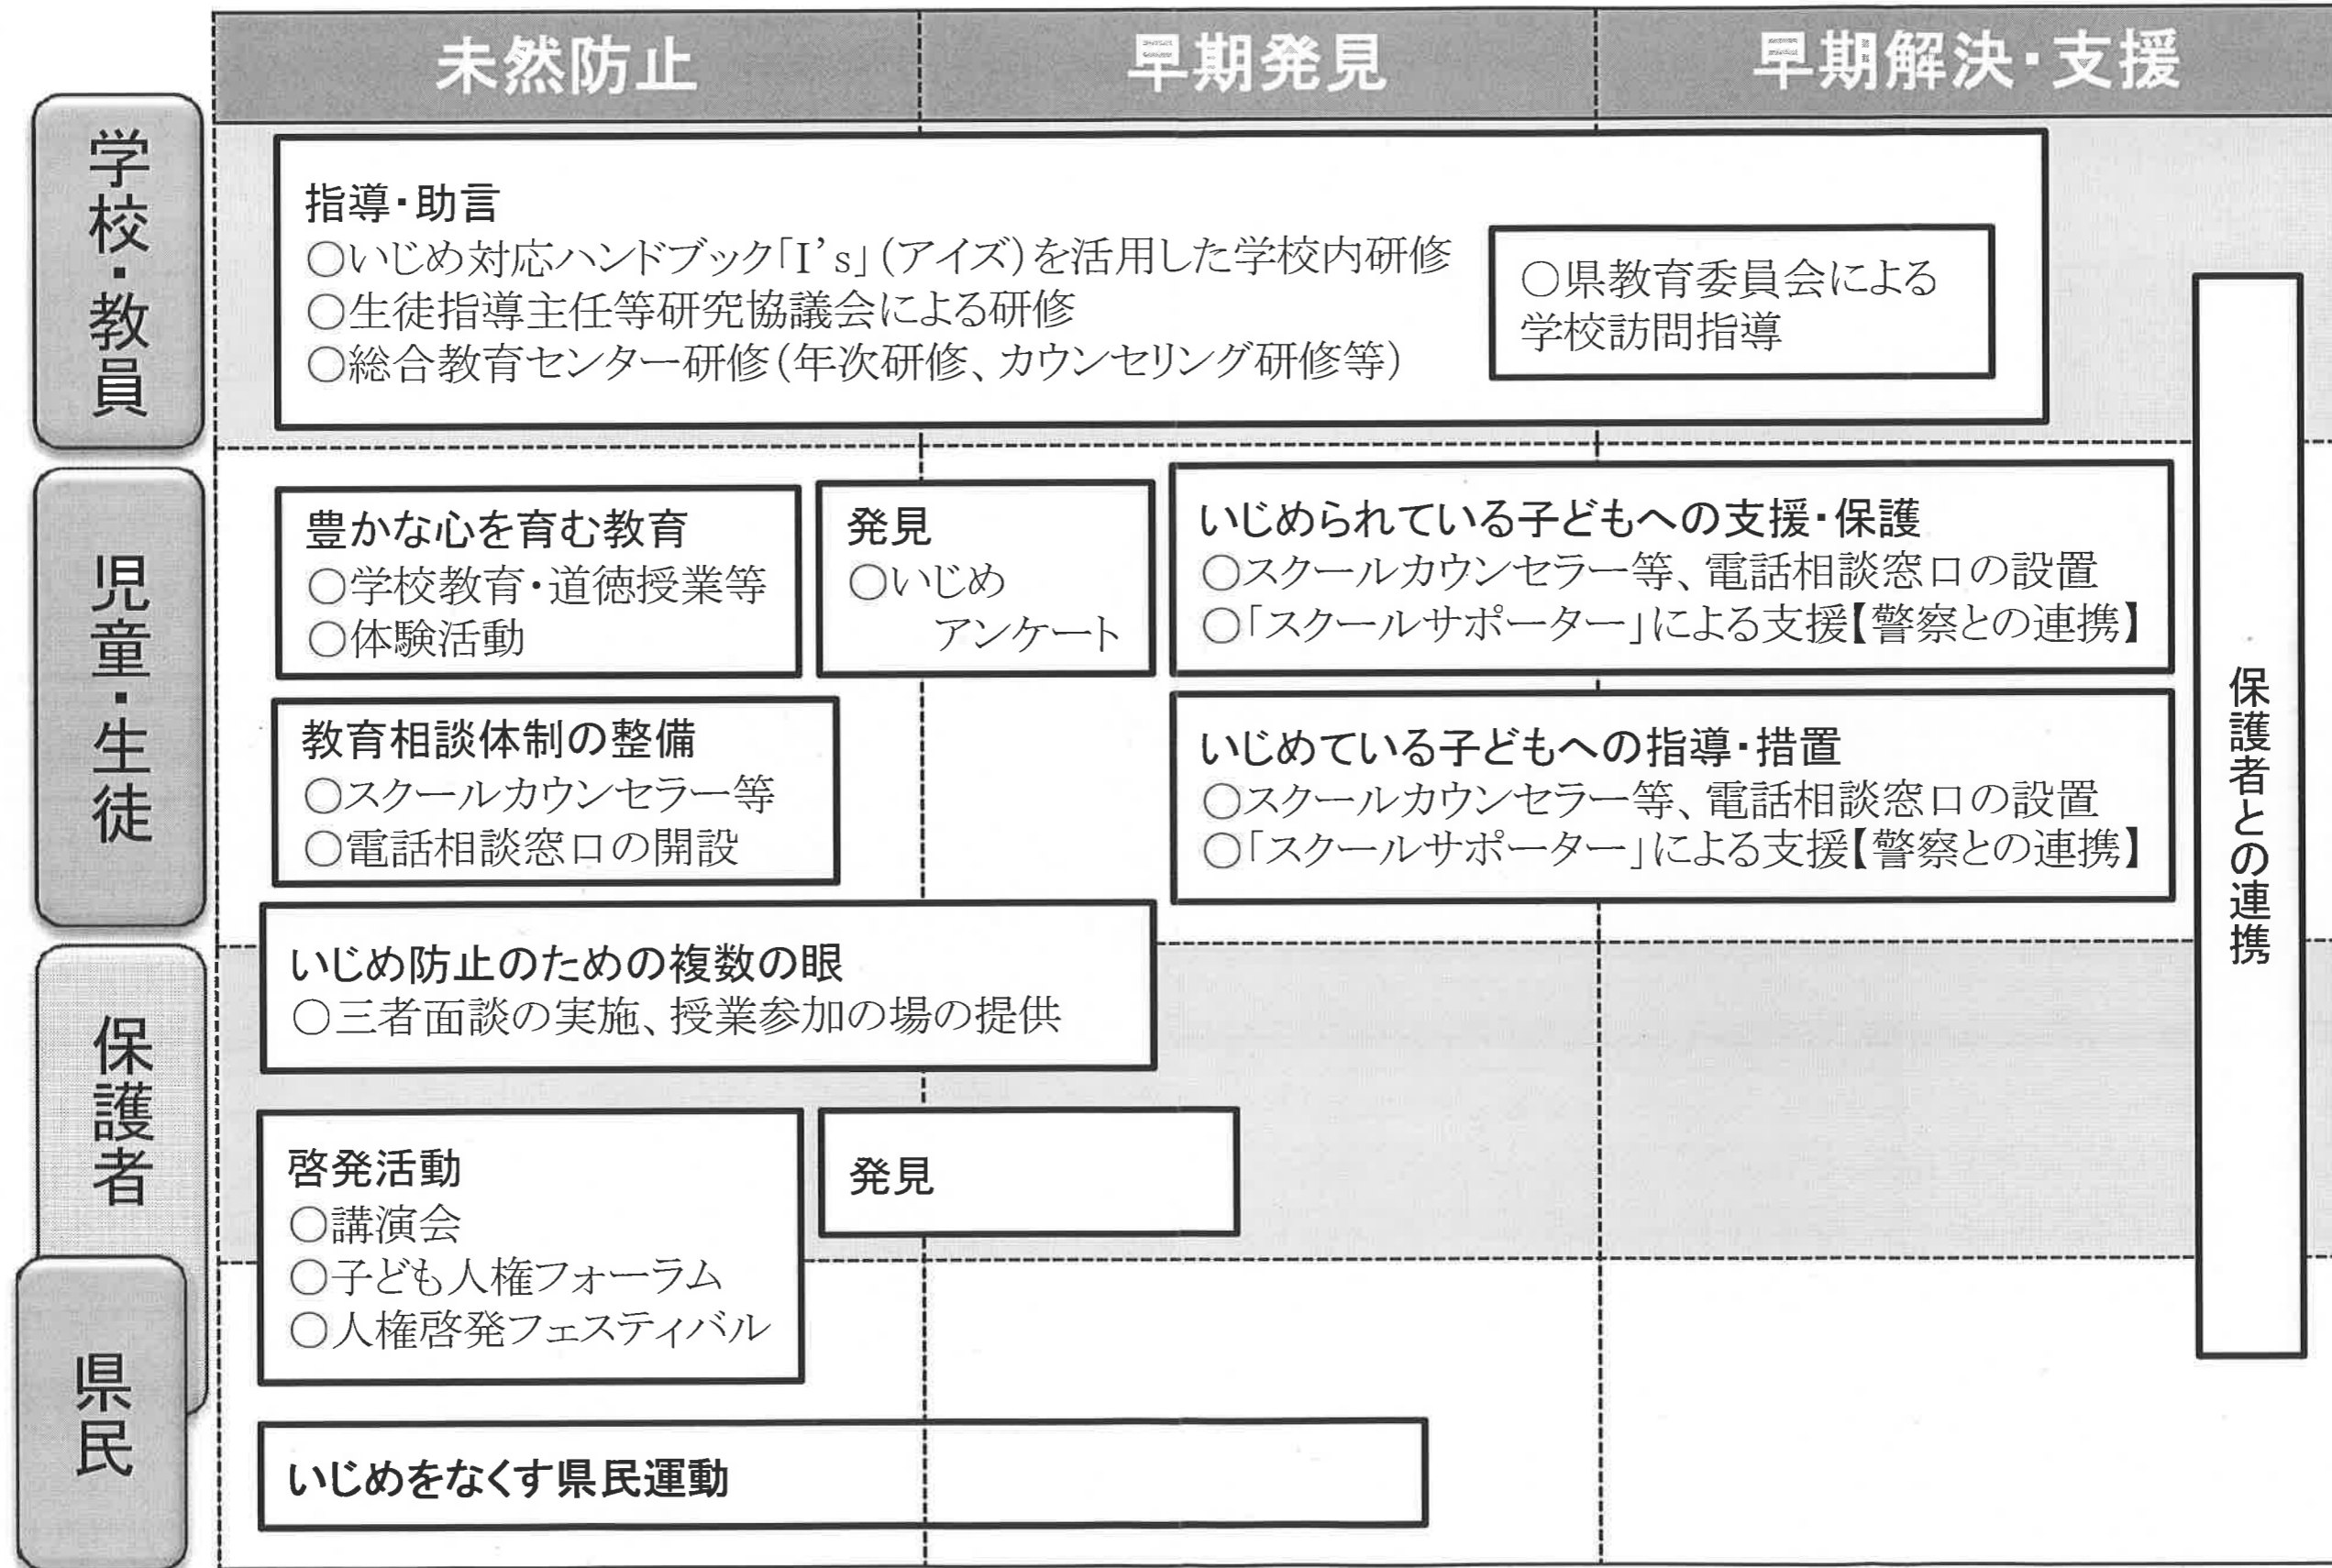 未然防止
早期発見
早期解決・支援
学校・教員
指導・助言
○いじめ対応ハンドブック「I's」(アイズ)を活用した学校内研修
○生徒指導主任等研究協議会による研修
○総合教育センター研修(年次研修、カウンセリング研修等)
○県教育委員会による
学校訪問指導
児童・生徒
豊かな心を育む教育
○学校教育・道徳授業等
○体験活動
発見
○いじめ
アンケート
いじめられている子どもへの支援・保護
○スクールカウンセラー等、電話相談窓口の設置
○「スクールサポーター」による支援【警察との連携】
教育相談体制の整備
○スクールカウンセラー等
○電話相談窓口の開設
いじめている子どもへの指導・措置
○スクールカウンセラー等、電話相談窓口の設置
○「スクールサポーター」による支援【警察との連携】
保護者との連携
保護者
いじめ防止のための複数の眼
○三者面談の実施、授業参加の場の提供
啓発活動
○講演会
○子ども人権フォーラム
○人権啓発フェスティバル
発見
県民
いじめをなくす県民運動